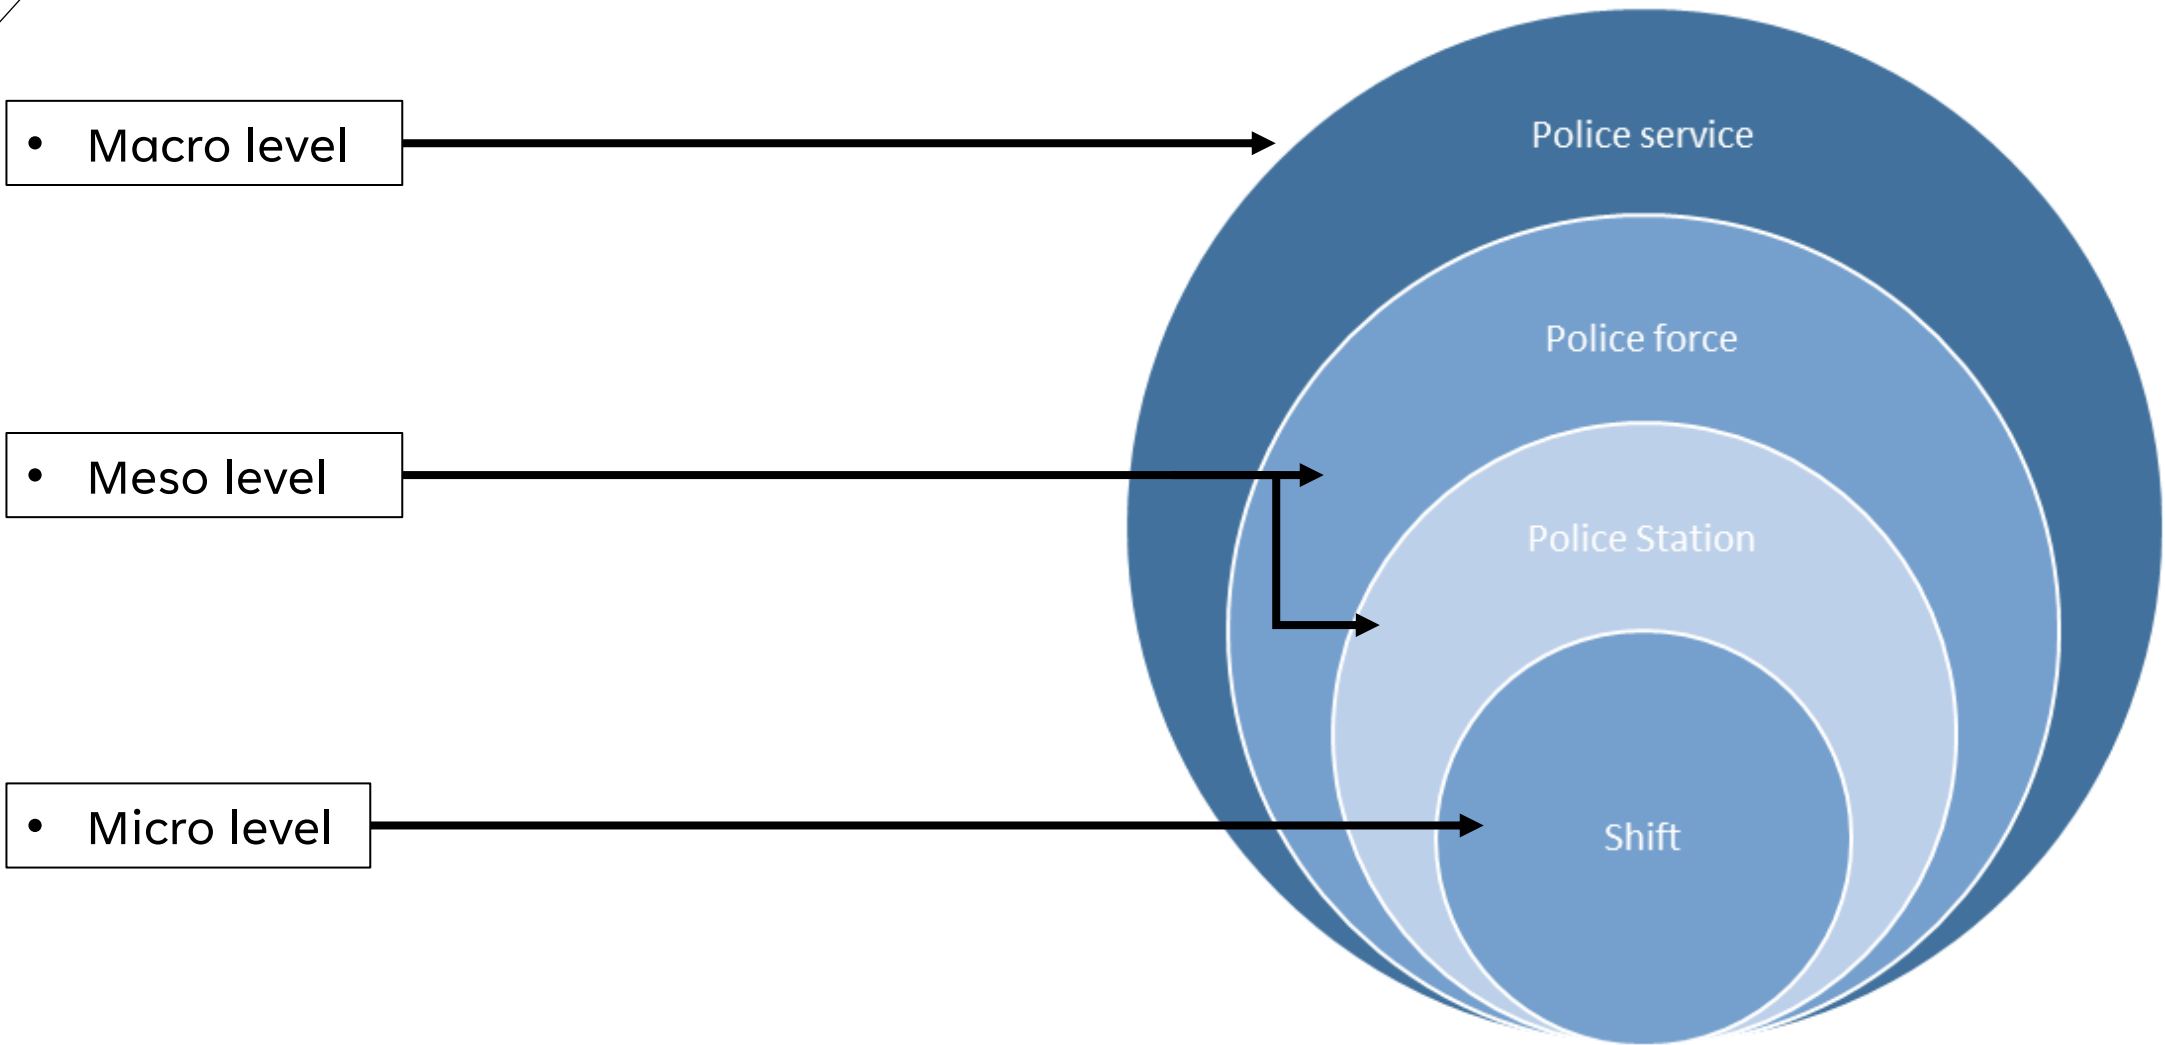 • Macro level
Police service
Police force
• Meso level
Police Station
• Micro level
Shift